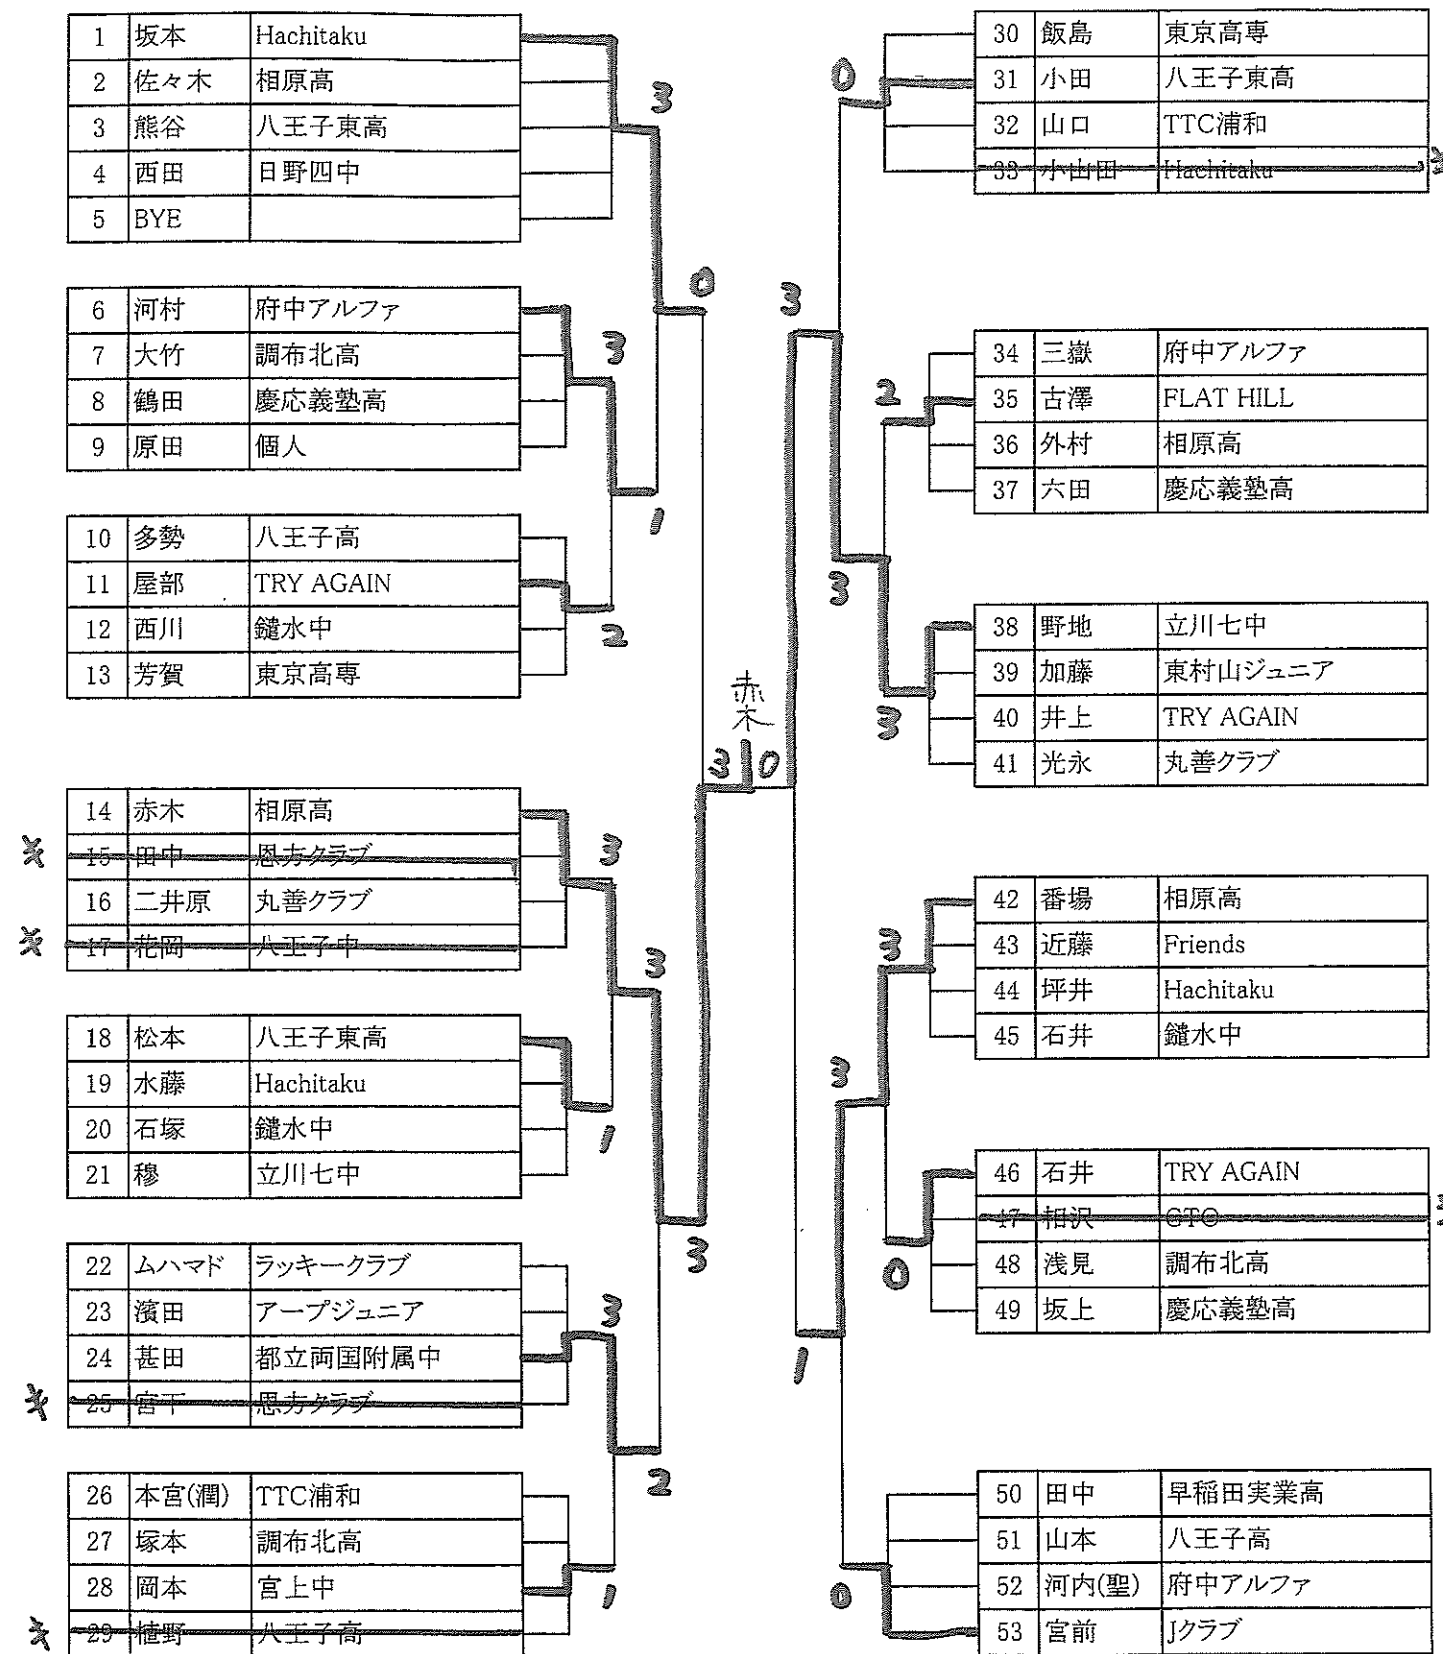 1 坂本 Hachitaku
2 佐々木 相原高
3 熊谷 八王子東高
4 西田 日野四中
5 BYE
3
6 河村 府中アルファ
7 大竹 調布北高
8 鶴田 慶応義塾高
9 原田 個人
3
0
10 多勢 八王子高
11 屋部 TRY AGAIN
12 西川 鑓水中
13 芳賀 東京高専
1
2
14 赤木 相原高
キ 15 田中 恩方クラブ
16 二井原 丸善クラブ
キ 17 花岡 八王子中
3
3
18 松本 八王子東高
19 水藤 Hachitaku
20 石塚 鑓水中
21 穆 立川七中
1
3
22 ムハマド ラッキークラブ
23 濱田 アープジュニア
24 甚田 都立両国附属中
キ 25 宮下 恩方クラブ
3
2
26 本宮(潤) TTC浦和
27 塚本 調布北高
28 岡本 宮上中
キ 29 植野 八王子高
1
赤木
3 0
30 飯島 東京高専
31 小田 八王子東高
32 山口 TTC浦和
33 小山田 Hachitaku キ
0
3
34 三嶽 府中アルファ
35 古澤 FLAT HILL
36 外村 相原高
37 六田 慶応義塾高
2
3
38 野地 立川七中
39 加藤 東村山ジュニア
40 井上 TRY AGAIN
41 光永 丸善クラブ
3
42 番場 相原高
43 近藤 Friends
44 坪井 Hachitaku
45 石井 鑓水中
3
3
46 石井 TRY AGAIN
47 相沢 GTO
48 浅見 調布北高
49 坂上 慶応義塾高
0
1
50 田中 早稲田実業高
51 山本 八王子高
52 河内(聖) 府中アルファ
53 宮前 Jクラブ
0